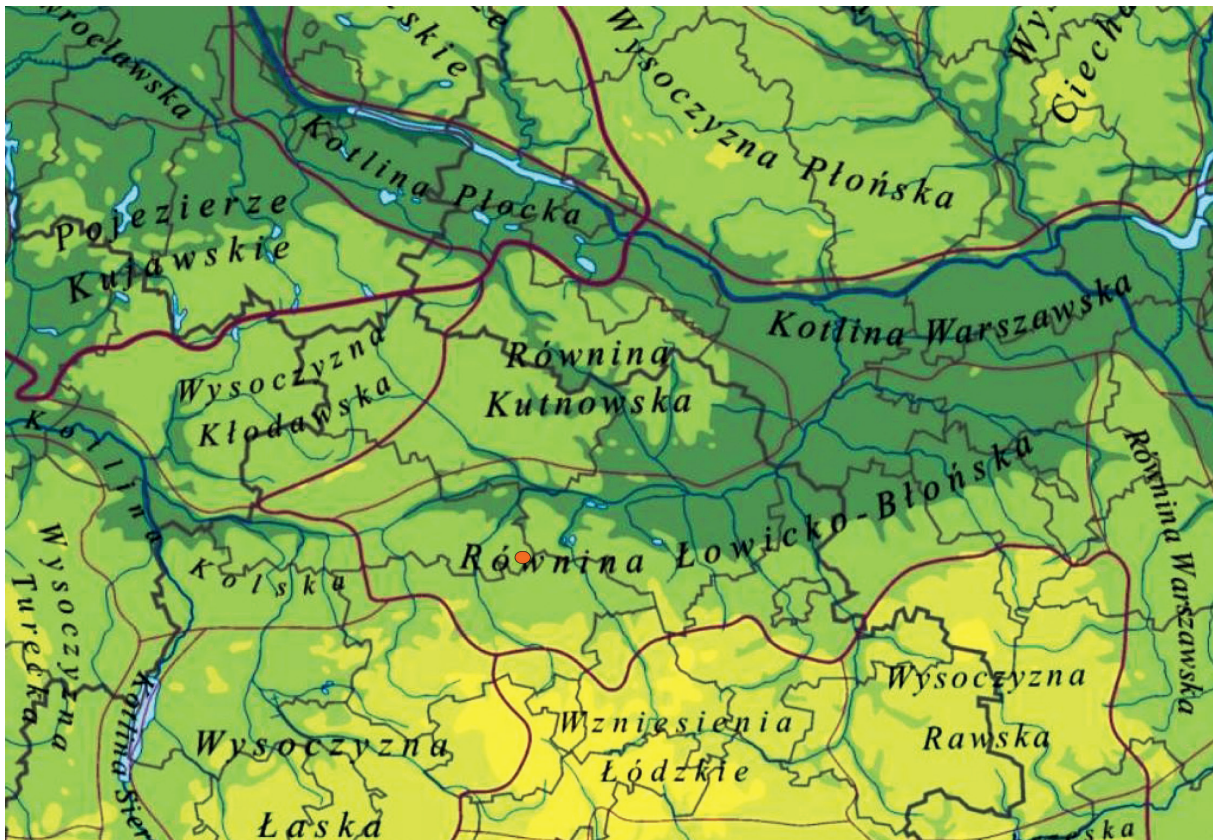 Kotlina Płocka
Wysoczyzna Płońska
Pojezierze
Kujawskie
Kotlina Warszawska
Wysoczyzna
Kłodawska
Równina
Kutnowska
Równina Łowicko-Błońska
Równina Warszawska
Kotlina
Kolska
Wysoczyzna
Turecka
Wysoczyzna
Łaska
Wzniesienia
Łódzkie
Wysoczyzna
Rawska